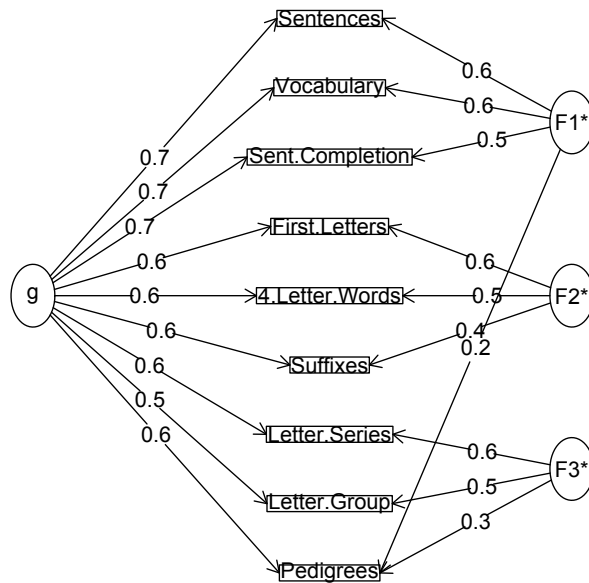 Sentences
0.6
Vocabulary
0.6
F1*
Sent.Completion
0.5
0.7
0.7
0.7
First.Letters
0.6
0.6
g
0.6
4.Letter.Words
0.5
F2*
0.6
0.4
Suffixes
0.2
0.6
0.5
0.6
Letter.Series
0.6
F3*
Letter.Group
0.5
0.3
Pedigrees